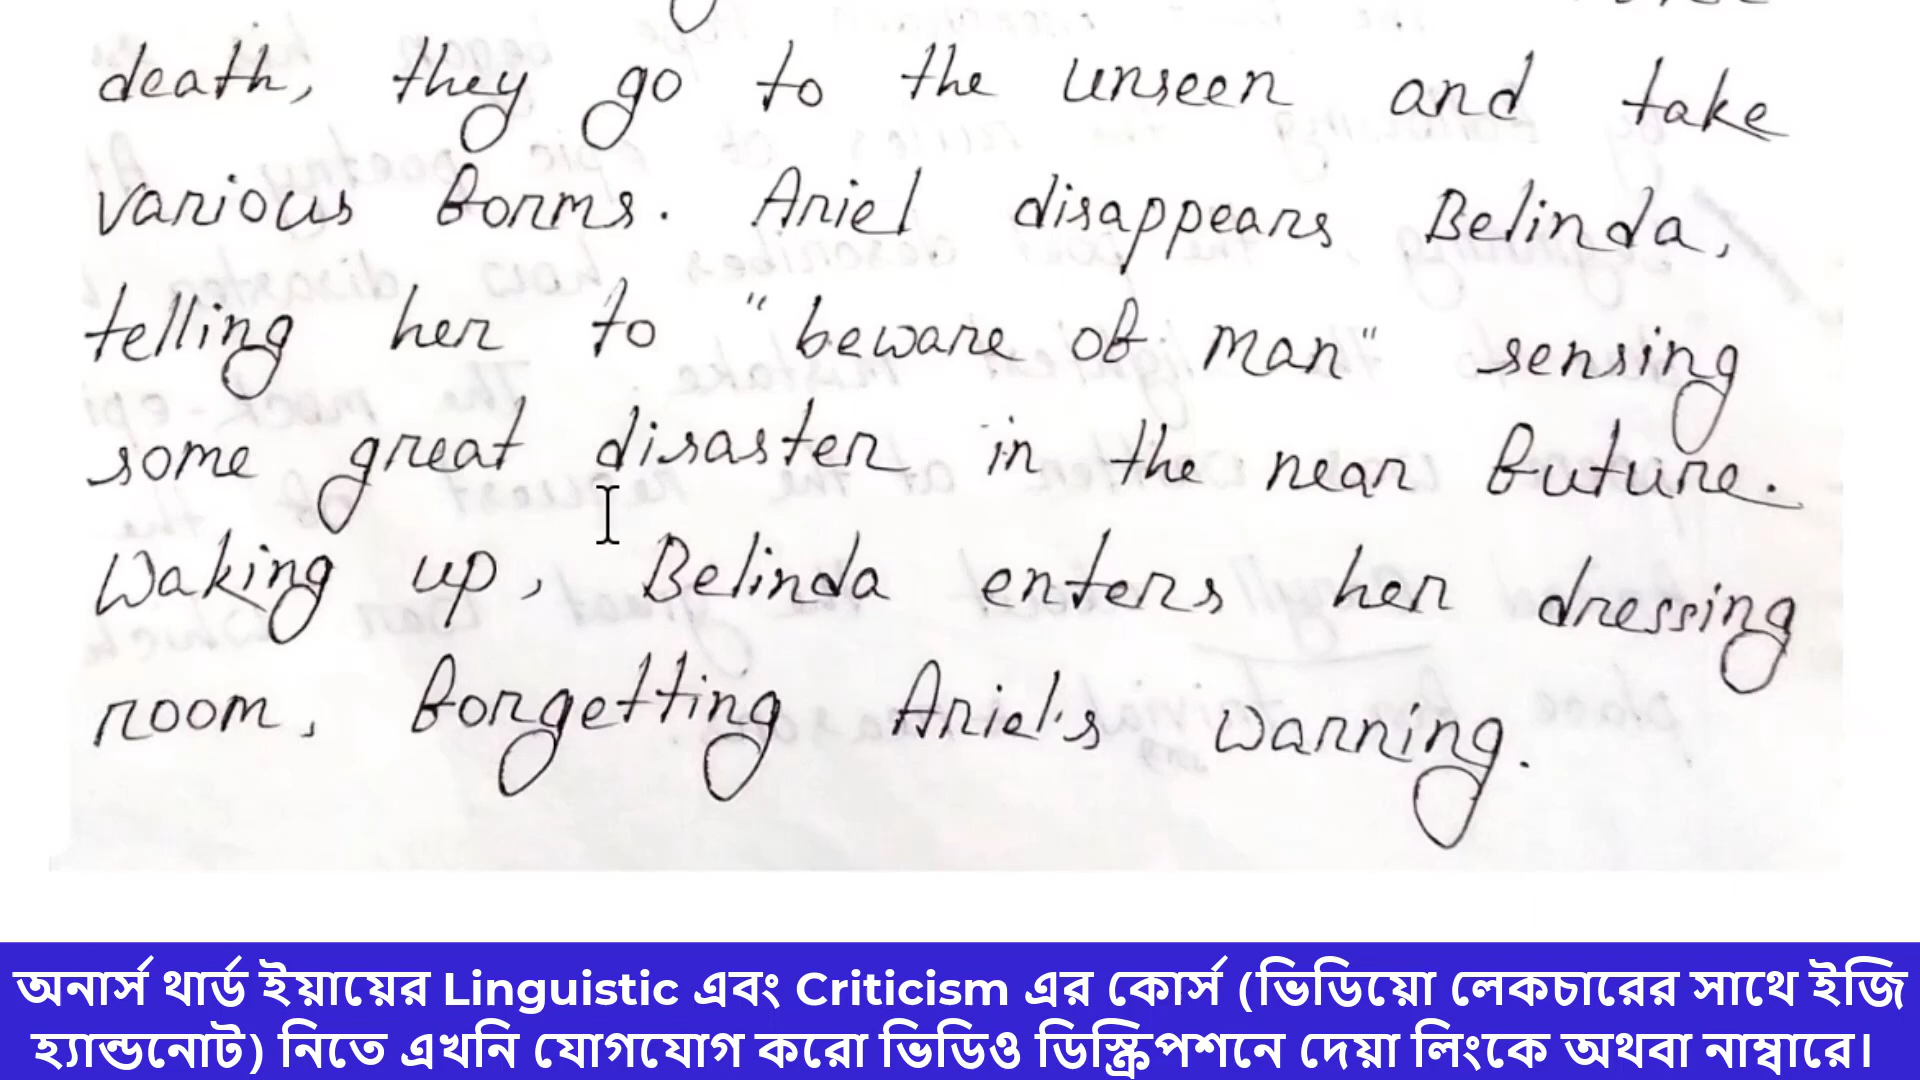 death, they go to the unseen and take
various forms. Ariel disappears Belinda,
telling her to "beware of man" sensing
some great disaster in the near future.
Waking up, Belinda enters her dressing
room, forgetting Ariel's warning.
অনার্স থার্ড ইয়ায়ের Linguistic এবং Criticism এর কোর্স (ভিডিয়ো লেকচারের সাথে ইজি
হ্যান্ডনোট) নিতে এখনি যোগযোগ করো ভিডিও ডিস্ক্রিপশনে দেয়া লিংকে অথবা নাম্বারে।